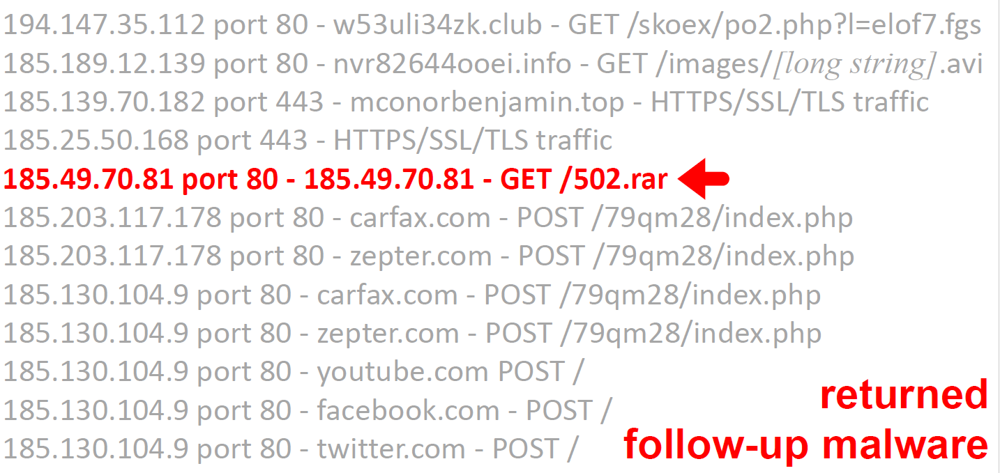 194.147.35.112 port 80 - w53uli34zk.club - GET /skoex/po2.php?l=elof7.fgs
185.189.12.139 port 80 - nvr82644ooei.info - GET /images/[long string].avi
185.139.70.182 port 443 - mconorbenjamin.top - HTTPS/SSL/TLS traffic
185.25.50.168 port 443 - HTTPS/SSL/TLS traffic
185.49.70.81 port 80 - 185.49.70.81 - GET /502.rar
185.203.117.178 port 80 - carfax.com - POST /79qm28/index.php
185.203.117.178 port 80 - zepter.com - POST /79qm28/index.php
185.130.104.9 port 80 - carfax.com - POST /79qm28/index.php
185.130.104.9 port 80 - zepter.com - POST /79qm28/index.php
185.130.104.9 port 80 - youtube.com POST /
185.130.104.9 port 80 - facebook.com - POST /
185.130.104.9 port 80 - twitter.com - POST /
returned
follow-up malware